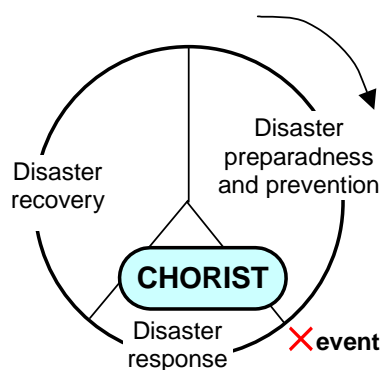 Disaster
preparadness
and prevention
Disaster
recovery
CHORIST
Disaster
response
event